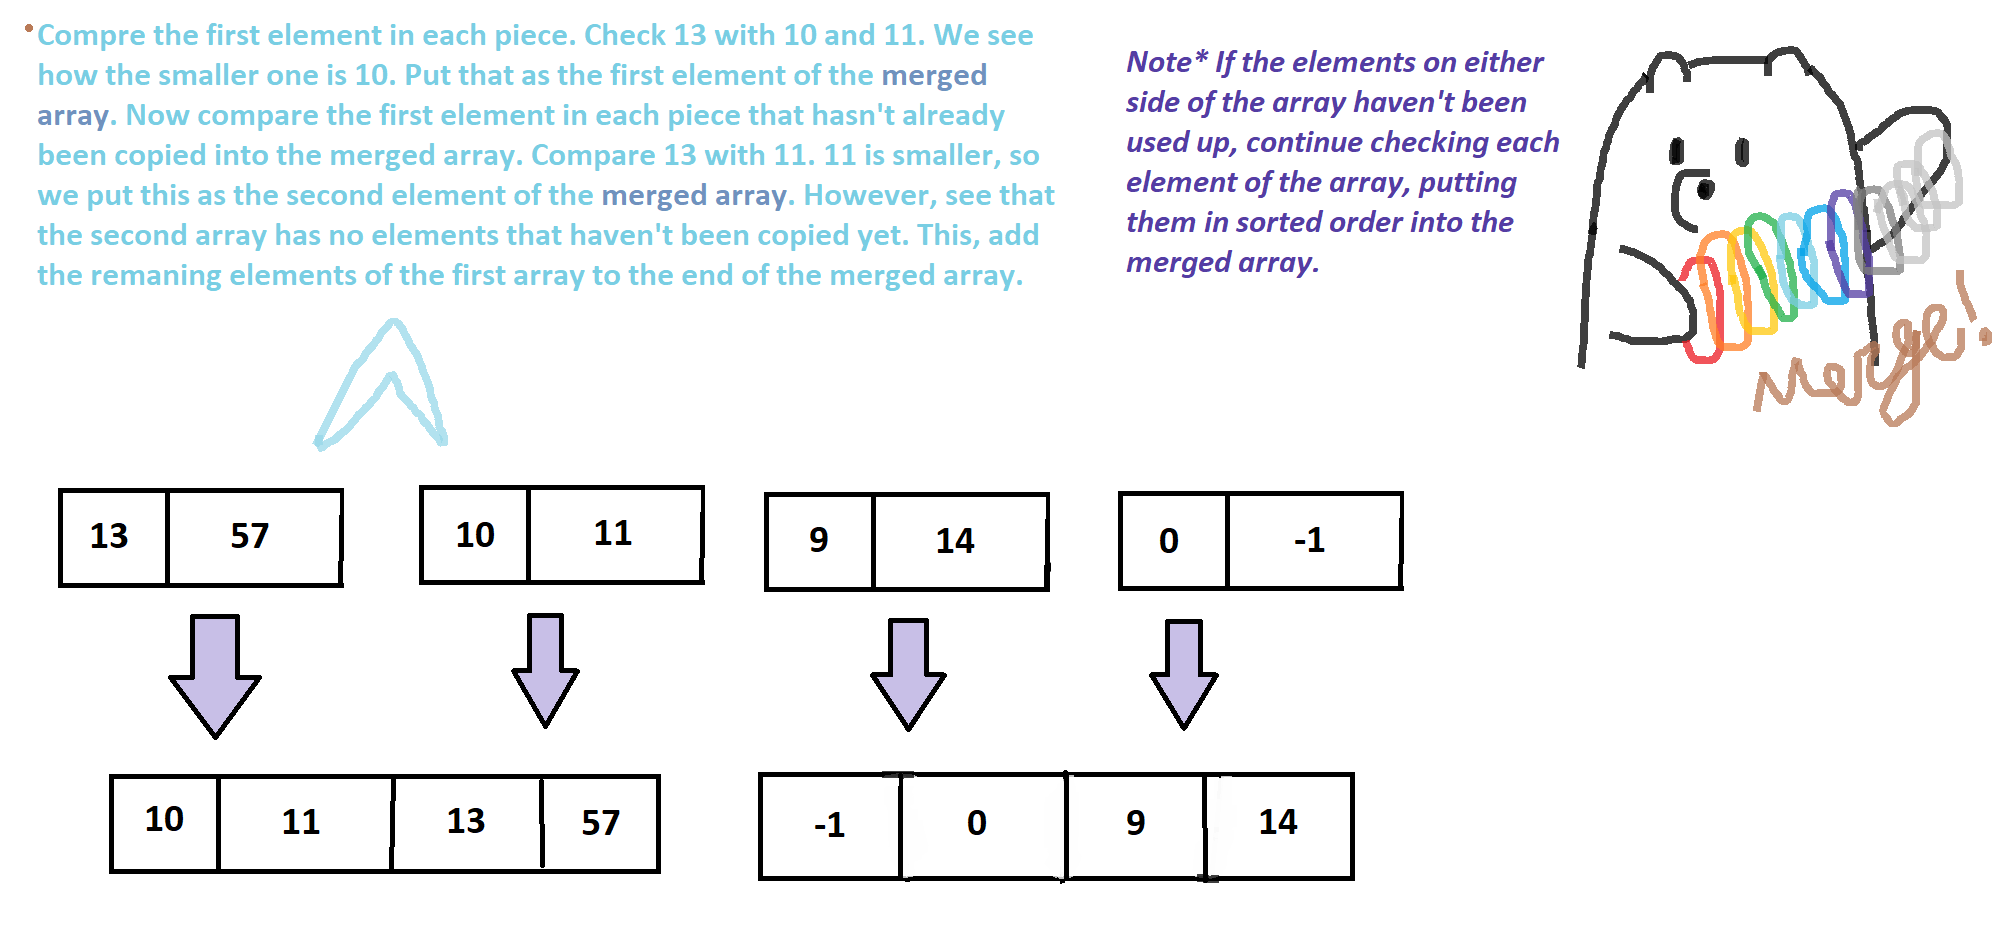 Compre the first element in each piece. Check 13 with 10 and 11. We see
how the smaller one is 10. Put that as the first element of the merged
array. Now compare the first element in each piece that hasn't already
been copied into the merged array. Compare 13 with 11. 11 is smaller, so
we put this as the second element of the merged array. However, see that
the second array has no elements that haven't been copied yet. This, add
the remaning elements of the first array to the end of the merged array.
Note* If the elements on either
side of the array haven't been
used up, continue checking each
element of the array, putting
them in sorted order into the
merged array.
merge!
13 57 10 11 9 14 0 -1
10 11 13 57 -1 0 9 14